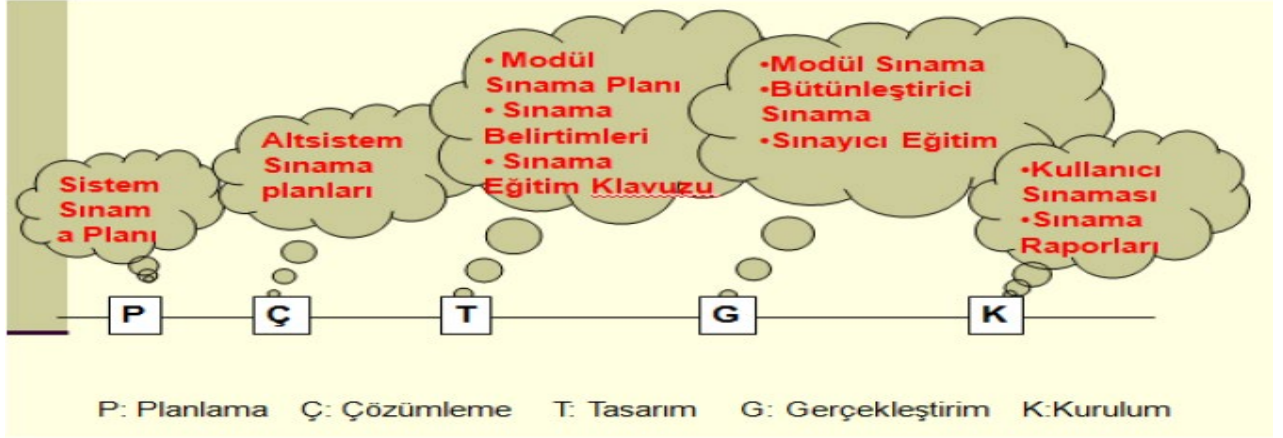 Sistem
Sınam
a Planı
Altsistem
Sınama
planları
• Modül
Sınama Planı
• Sınama
Belirtimleri
• Sınama
Eğitim Klavuzu
•Modül Sınama
•Bütünleştirici
Sınama
•Sınayıcı Eğitim
•Kullanıcı
Sınaması
•Sınama
Raporları
P Ç T G K
P: Planlama Ç: Çözümleme T: Tasarım G: Gerçekleştirim K:Kurulum